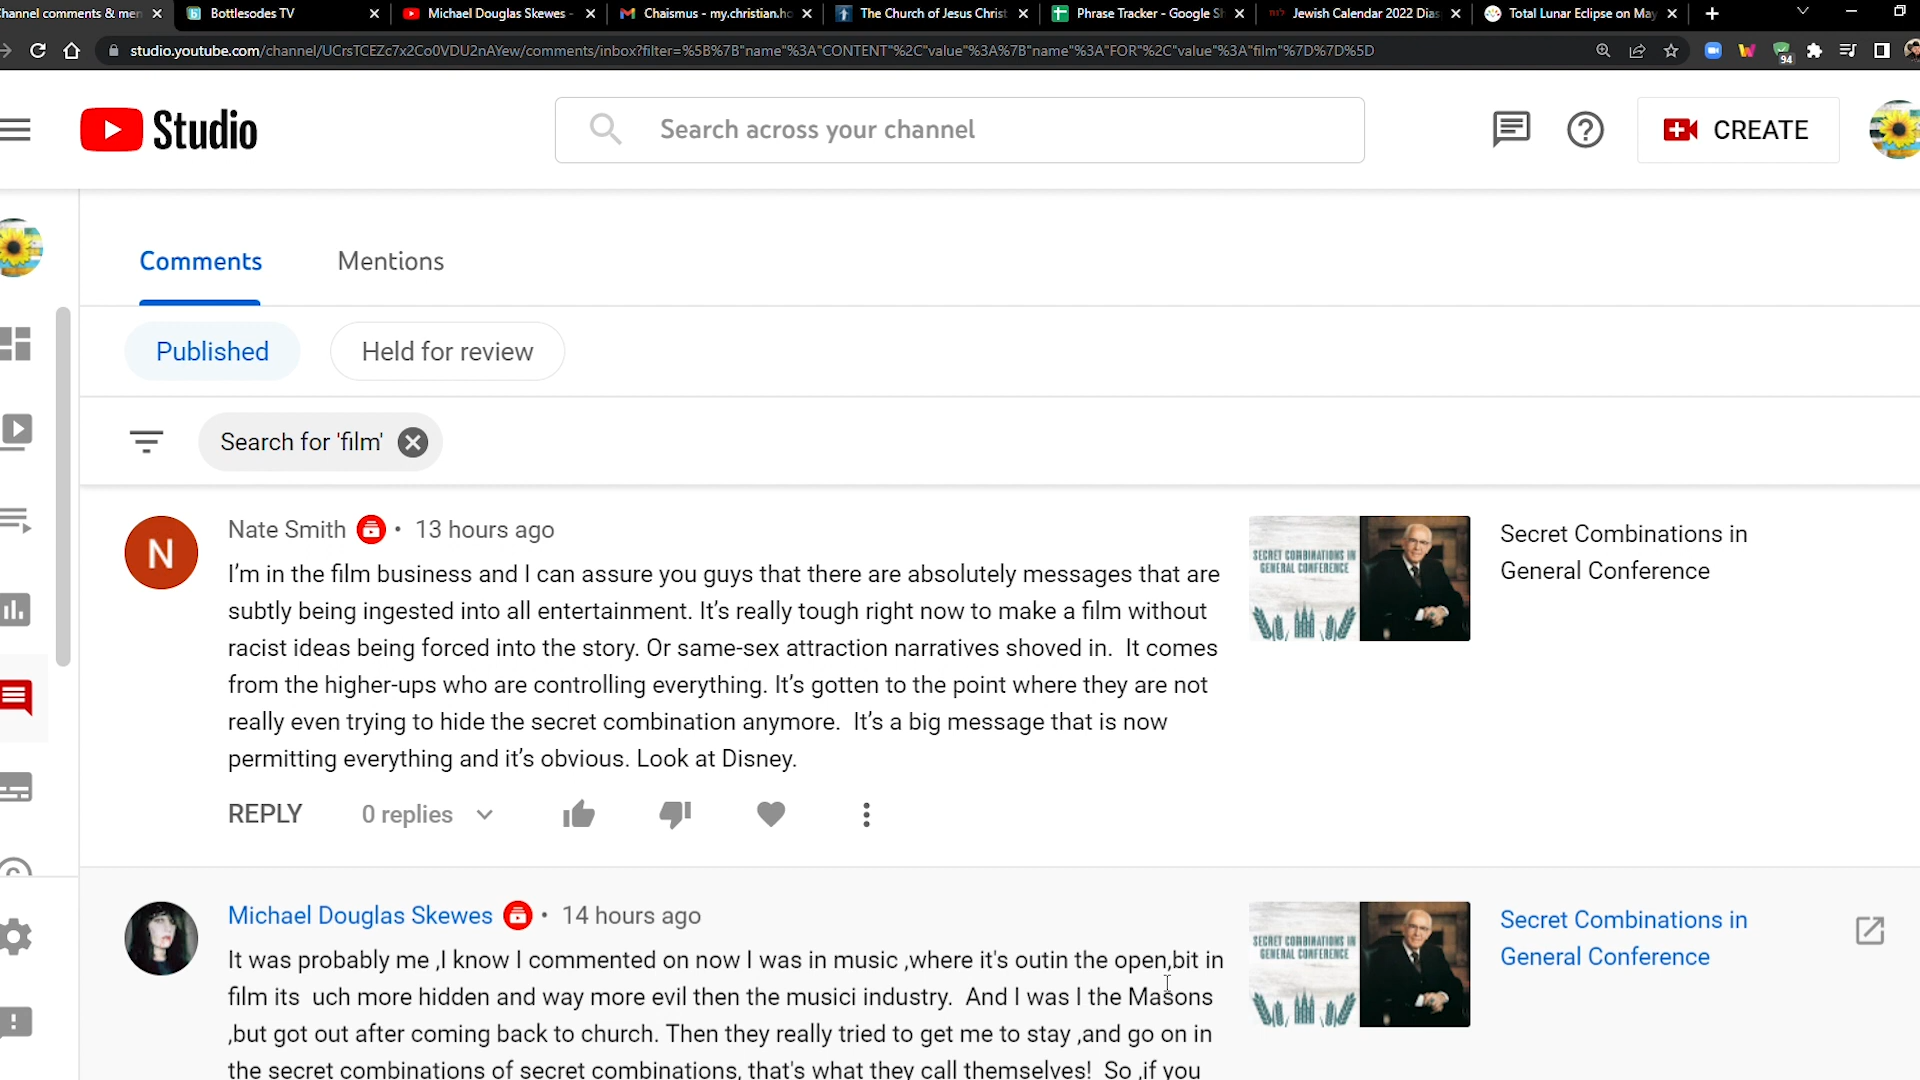 Channel comments & men
Bottlesodes TV
Michael Douglas Skewes -
Chaismus - my.christian.ho
The Church of Jesus Christ
Phrase Tracker - Google Sh
Jewish Calendar 2022 Dias
Total Lunar Eclipse on May
studio.youtube.com/channel/UCrsTCEZc7x2Co0VDU2nAYew/comments/inbox?filter=%5B%7B"name"%3A"CONTENT"%2C"value"%3A%7B"name"%3A"FOR"%2C"value"%3A"film"%7D%7D%5D
94
Studio
Search across your channel
CREATE
Comments
Mentions
Published
Held for review
Search for 'film'
N
Nate Smith • 13 hours ago
I’m in the film business and I can assure you guys that there are absolutely messages that are
subtly being ingested into all entertainment. It’s really tough right now to make a film without
racist ideas being forced into the story. Or same-sex attraction narratives shoved in.  It comes
from the higher-ups who are controlling everything. It’s gotten to the point where they are not
really even trying to hide the secret combination anymore.  It’s a big message that is now
permitting everything and it’s obvious. Look at Disney.
REPLY
0 replies
SECRET COMBINATIONS IN
GENERAL CONFERENCE
Secret Combinations in
General Conference
Michael Douglas Skewes • 14 hours ago
It was probably me ,I know I commented on now I was in music ,where it's outin the open,bit in
film its  uch more hidden and way more evil then the musici industry.  And I was I the Masons
,but got out after coming back to church. Then they really tried to get me to stay ,and go on in
the secret combinations of secret combinations, that's what they call themselves!  So ,if you
SECRET COMBINATIONS IN
GENERAL CONFERENCE
Secret Combinations in
General Conference